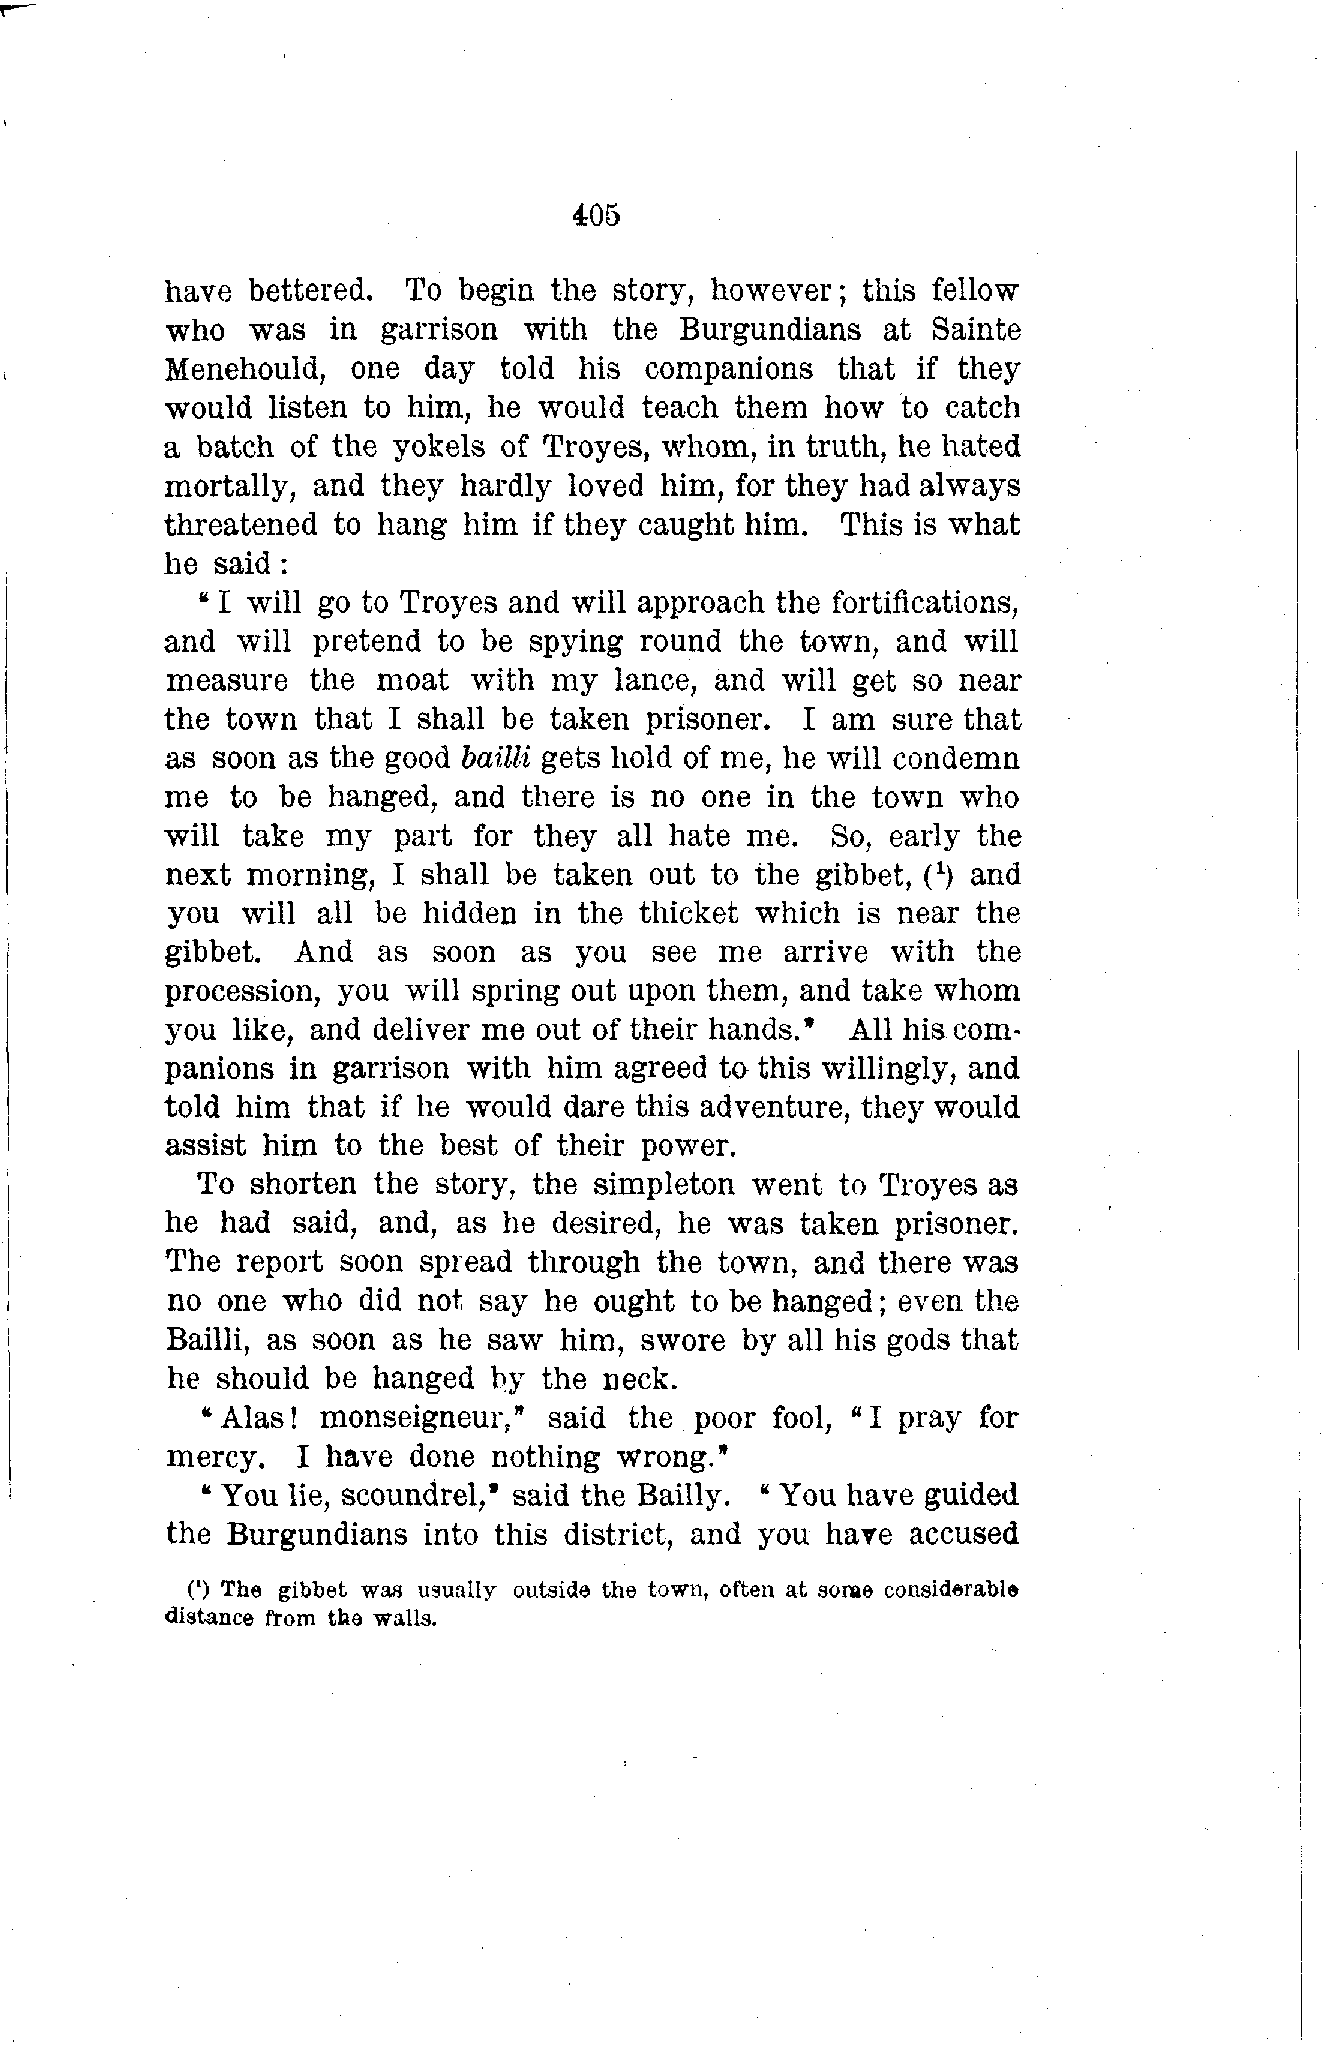 405
have bettered. To begin the story, however; this fellow
who was in garrison with the Burgundians at Sainte
Menehould, one day told his companions that if they
would listen to him, he would teach them how to catch
a batch of the yokels of Troyes, whom, in truth, he hated
mortally, and they hardly loved him, for they had always
threatened to hang him if they caught him. This is what
he said :
“ I will go to Troyes and will approach the fortifications,
and will pretend to be spying round the town, and will
measure the moat with my lance, and will get so near
the town that I shall be taken prisoner. I am sure that
as soon as the good bailli gets hold of me, he will condemn
me to be hanged, and there is no one in the town who
will take my part for they all hate me. So, early the
next morning, I shall be taken out to the gibbet, (¹) and
you will all be hidden in the thicket which is near the
gibbet. And as soon as you see me arrive with the
procession, you will spring out upon them, and take whom
you like, and deliver me out of their hands.” All his com-
panions in garrison with him agreed to this willingly, and
told him that if he would dare this adventure, they would
assist him to the best of their power.
To shorten the story, the simpleton went to Troyes as
he had said, and, as he desired, he was taken prisoner.
The report soon spread through the town, and there was
no one who did not say he ought to be hanged; even the
Bailli, as soon as he saw him, swore by all his gods that
he should be hanged by the neck.
“ Alas! monseigneur,” said the poor fool, “ I pray for
mercy. I have done nothing wrong.”
“ You lie, scoundrel,” said the Bailly. “ You have guided
the Burgundians into this district, and you have accused
(¹) The gibbet was usually outside the town, often at some considerable
distance from the walls.